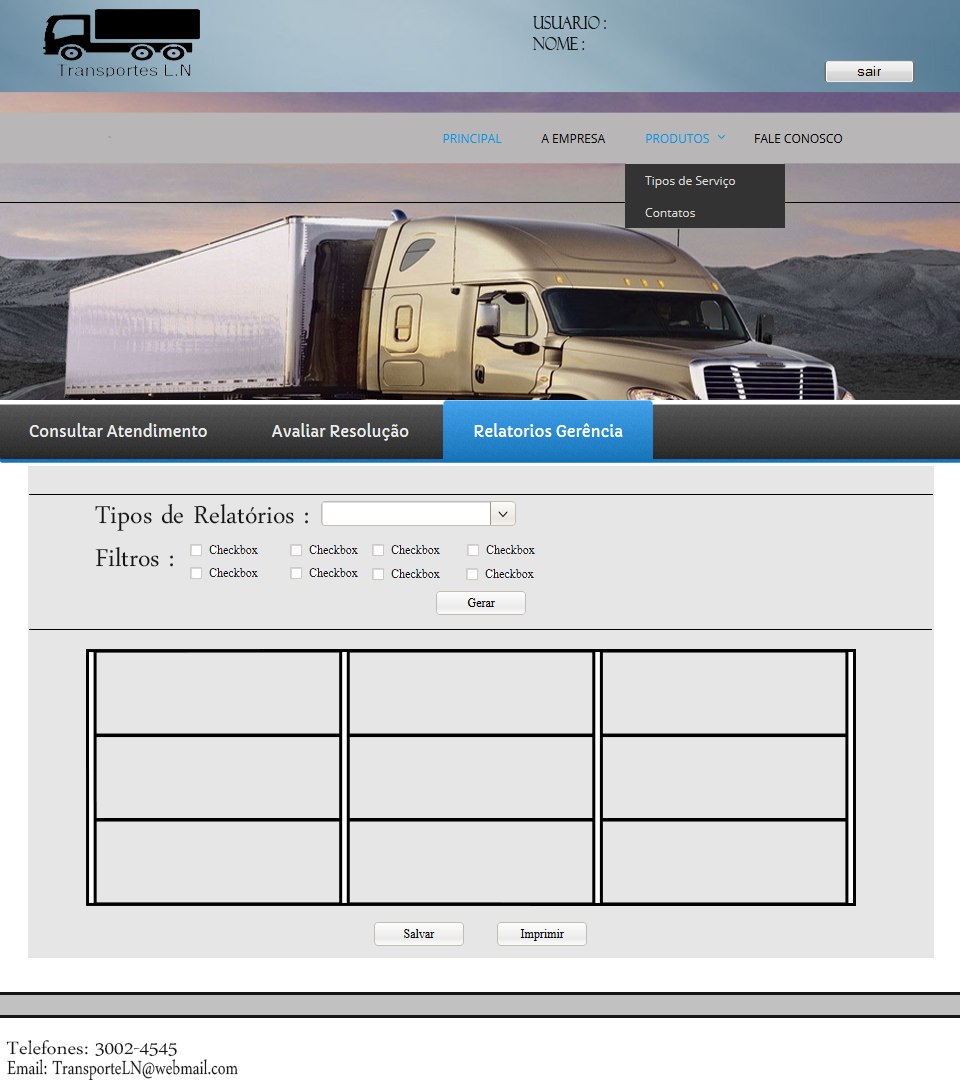 Transportes L.N
USUARIO :
NOME :
sair
PRINCIPAL A EMPRESA PRODUTOS FALE CONOSCO
Tipos de Serviço
Contatos
Consultar Atendimento Avaliar Resolução Relatorios Gerência
Tipos de Relatórios :
Filtros :
Checkbox Checkbox Checkbox Checkbox
Checkbox Checkbox Checkbox Checkbox
Gerar
Salvar Imprimir
Telefones: 3002-4545
Email: TransporteLN@webmail.com